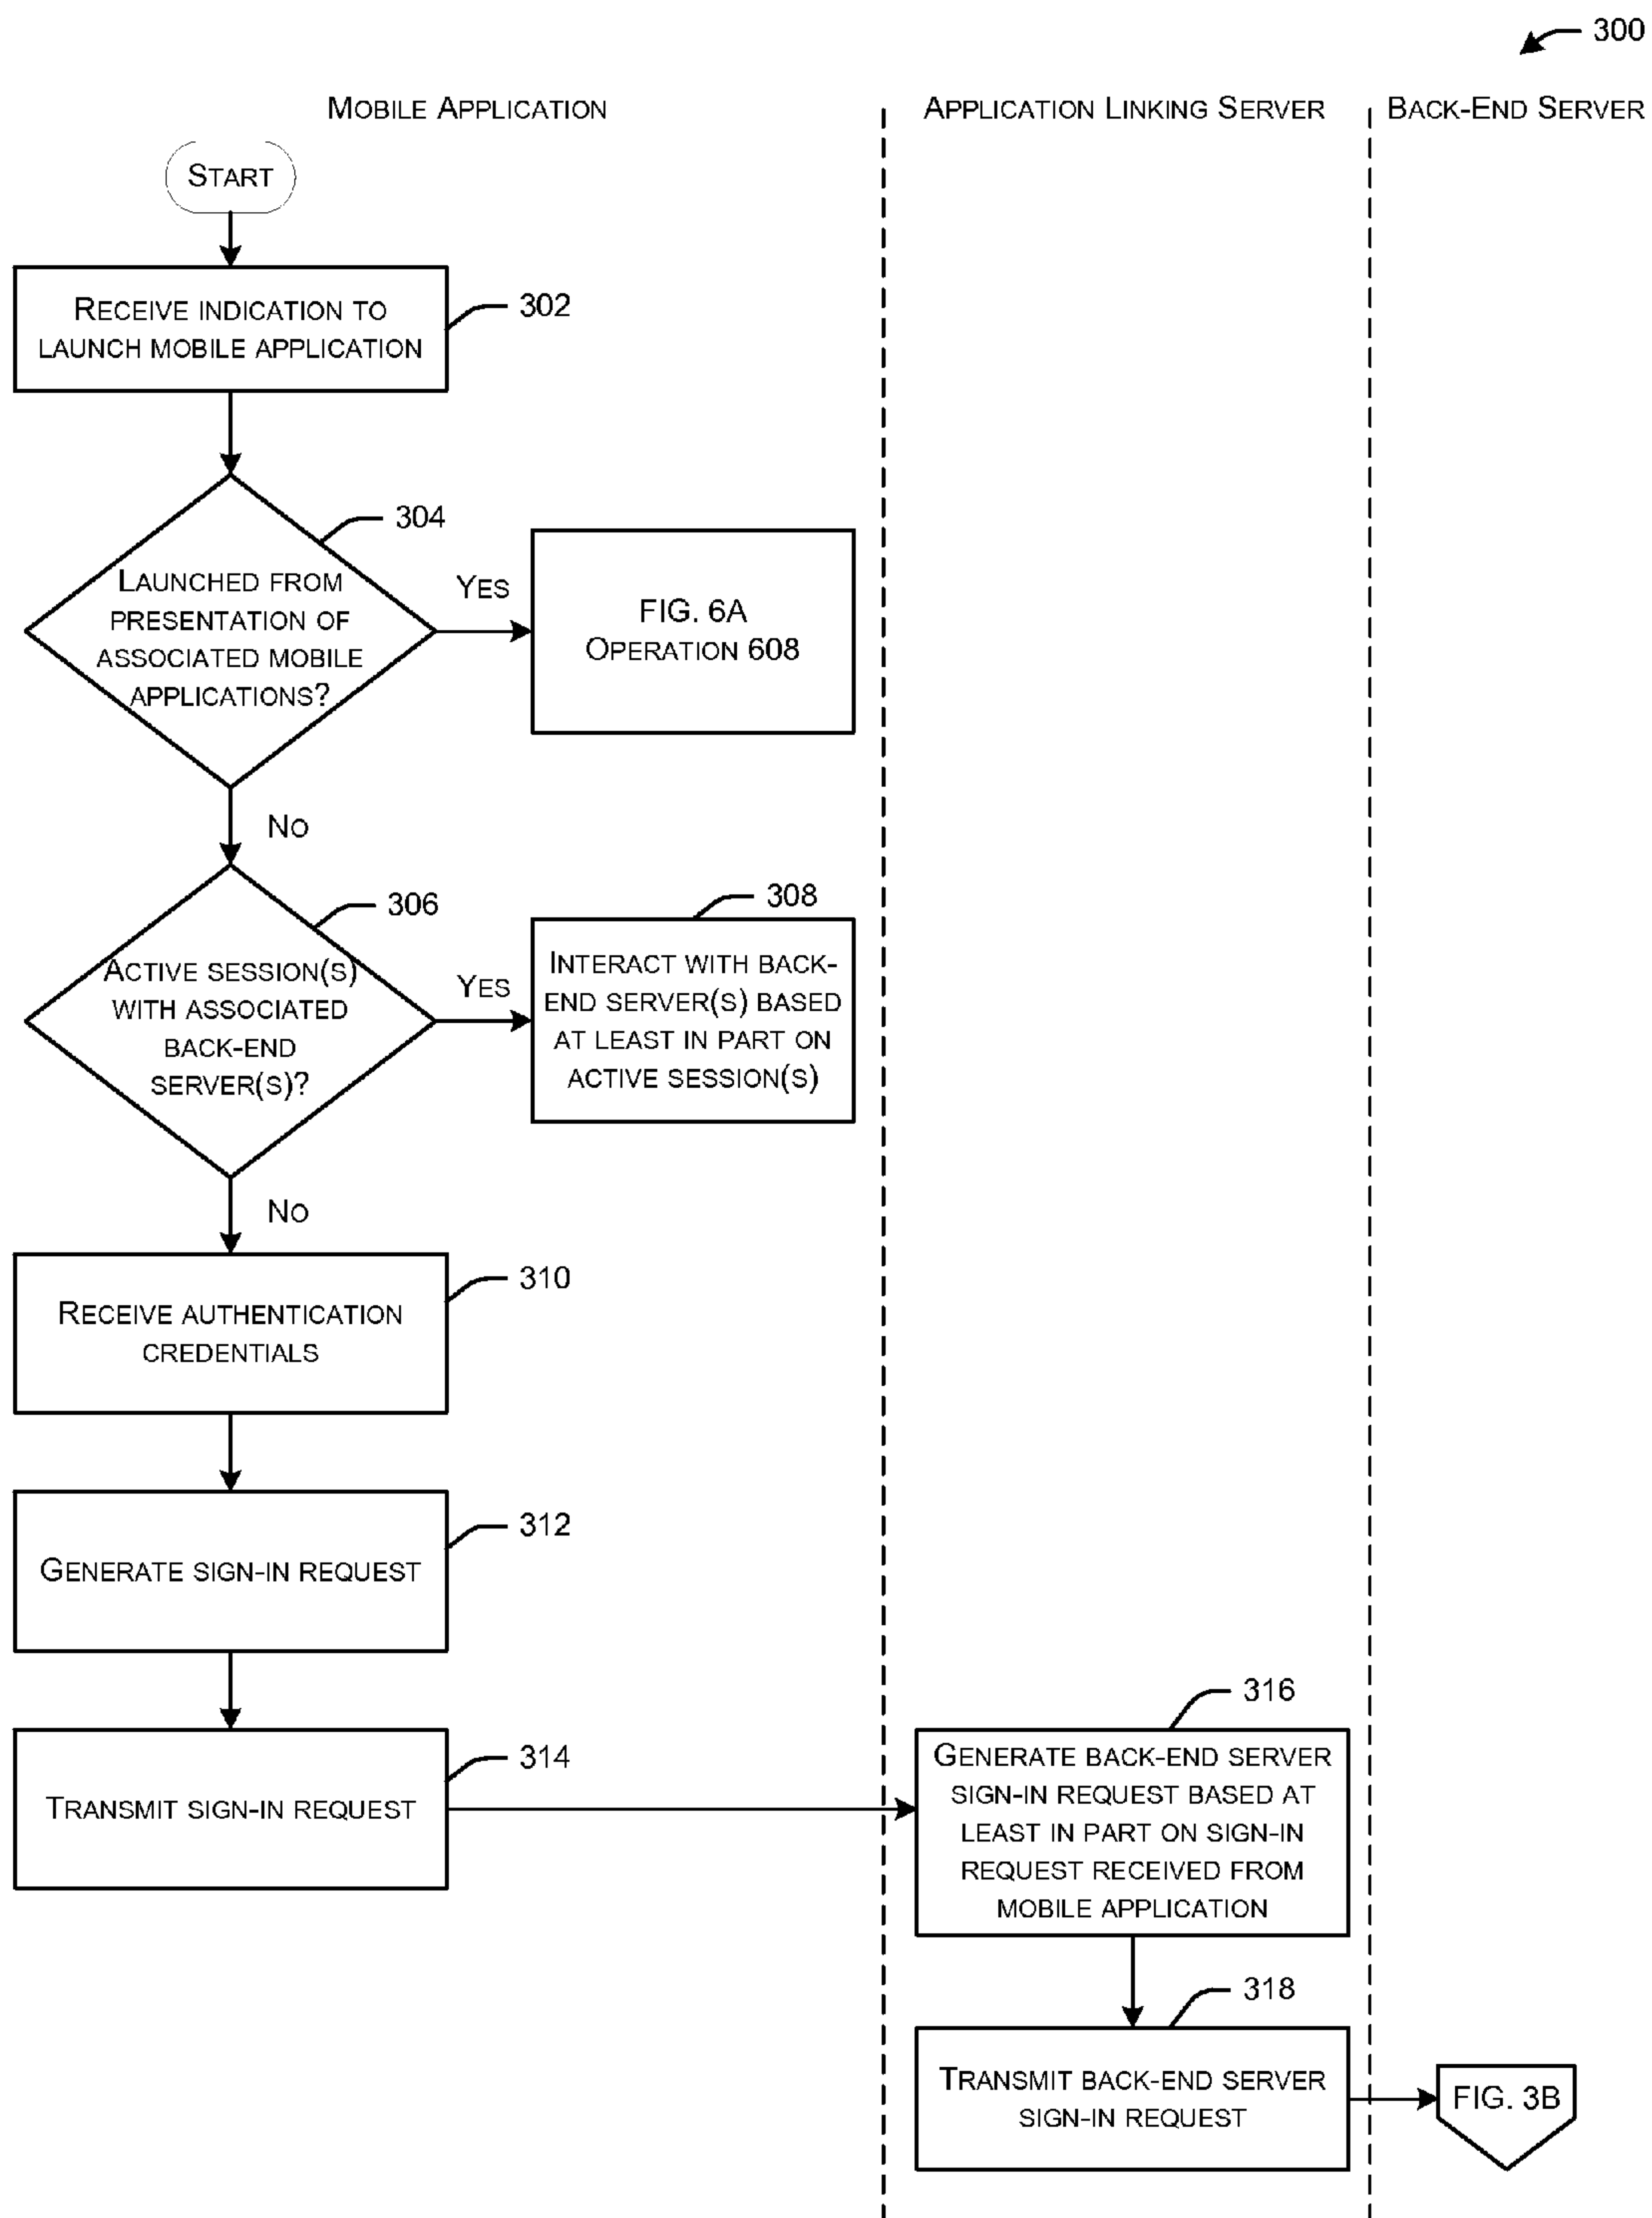 300
MOBILE APPLICATION
APPLICATION LINKING SERVER
BACK-END SERVER
START
RECEIVE INDICATION TO
LAUNCH MOBILE APPLICATION
302
304
LAUNCHED FROM
PRESENTATION OF
ASSOCIATED MOBILE
APPLICATIONS?
YES
FIG. 6A
OPERATION 608
NO
306
ACTIVE SESSION(S)
WITH ASSOCIATED
BACK-END
SERVER(S)?
YES
308
INTERACT WITH BACK-
END SERVER(S) BASED
AT LEAST IN PART ON
ACTIVE SESSION(S)
NO
310
RECEIVE AUTHENTICATION
CREDENTIALS
312
GENERATE SIGN-IN REQUEST
314
TRANSMIT SIGN-IN REQUEST
316
GENERATE BACK-END SERVER
SIGN-IN REQUEST BASED AT
LEAST IN PART ON SIGN-IN
REQUEST RECEIVED FROM
MOBILE APPLICATION
318
TRANSMIT BACK-END SERVER
SIGN-IN REQUEST
FIG. 3B